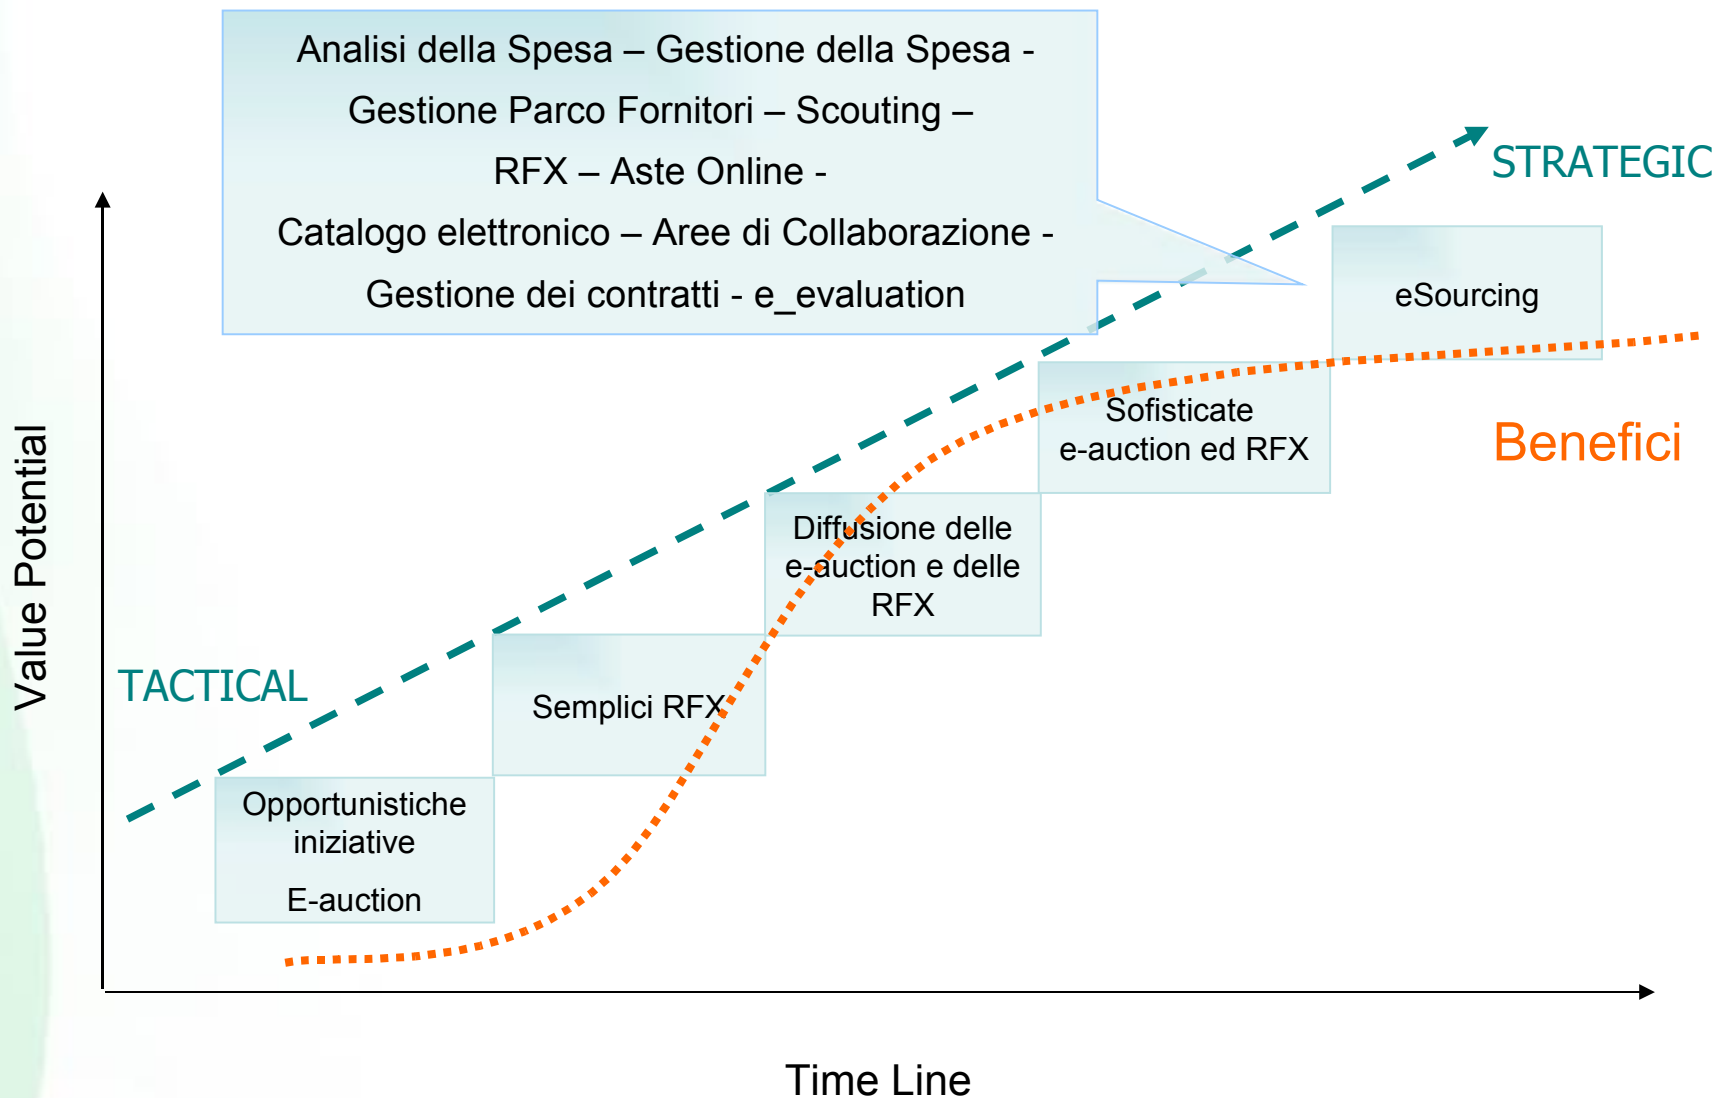 Analisi della Spesa – Gestione della Spesa -
Gestione Parco Fornitori – Scouting –
RFX – Aste Online -
Catalogo elettronico – Aree di Collaborazione -
Gestione dei contratti - e_evaluation
STRATEGIC
eSourcing
Sofisticate
e-auction ed RFX
Benefici
Diffusione delle
e-auction e delle
RFX
Value Potential
TACTICAL
Semplici RFX
Opportunistiche
iniziative
E-auction
Time Line